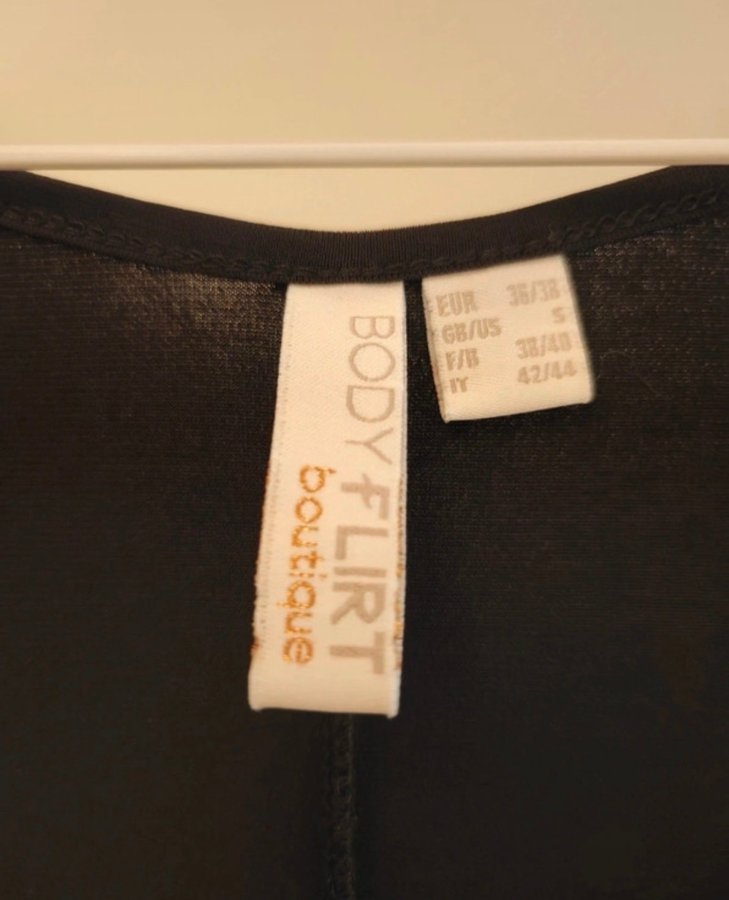 BODY FLIRT
boutique
EUR 36/38
GB/US S
F/B 38/40
IT 42/44